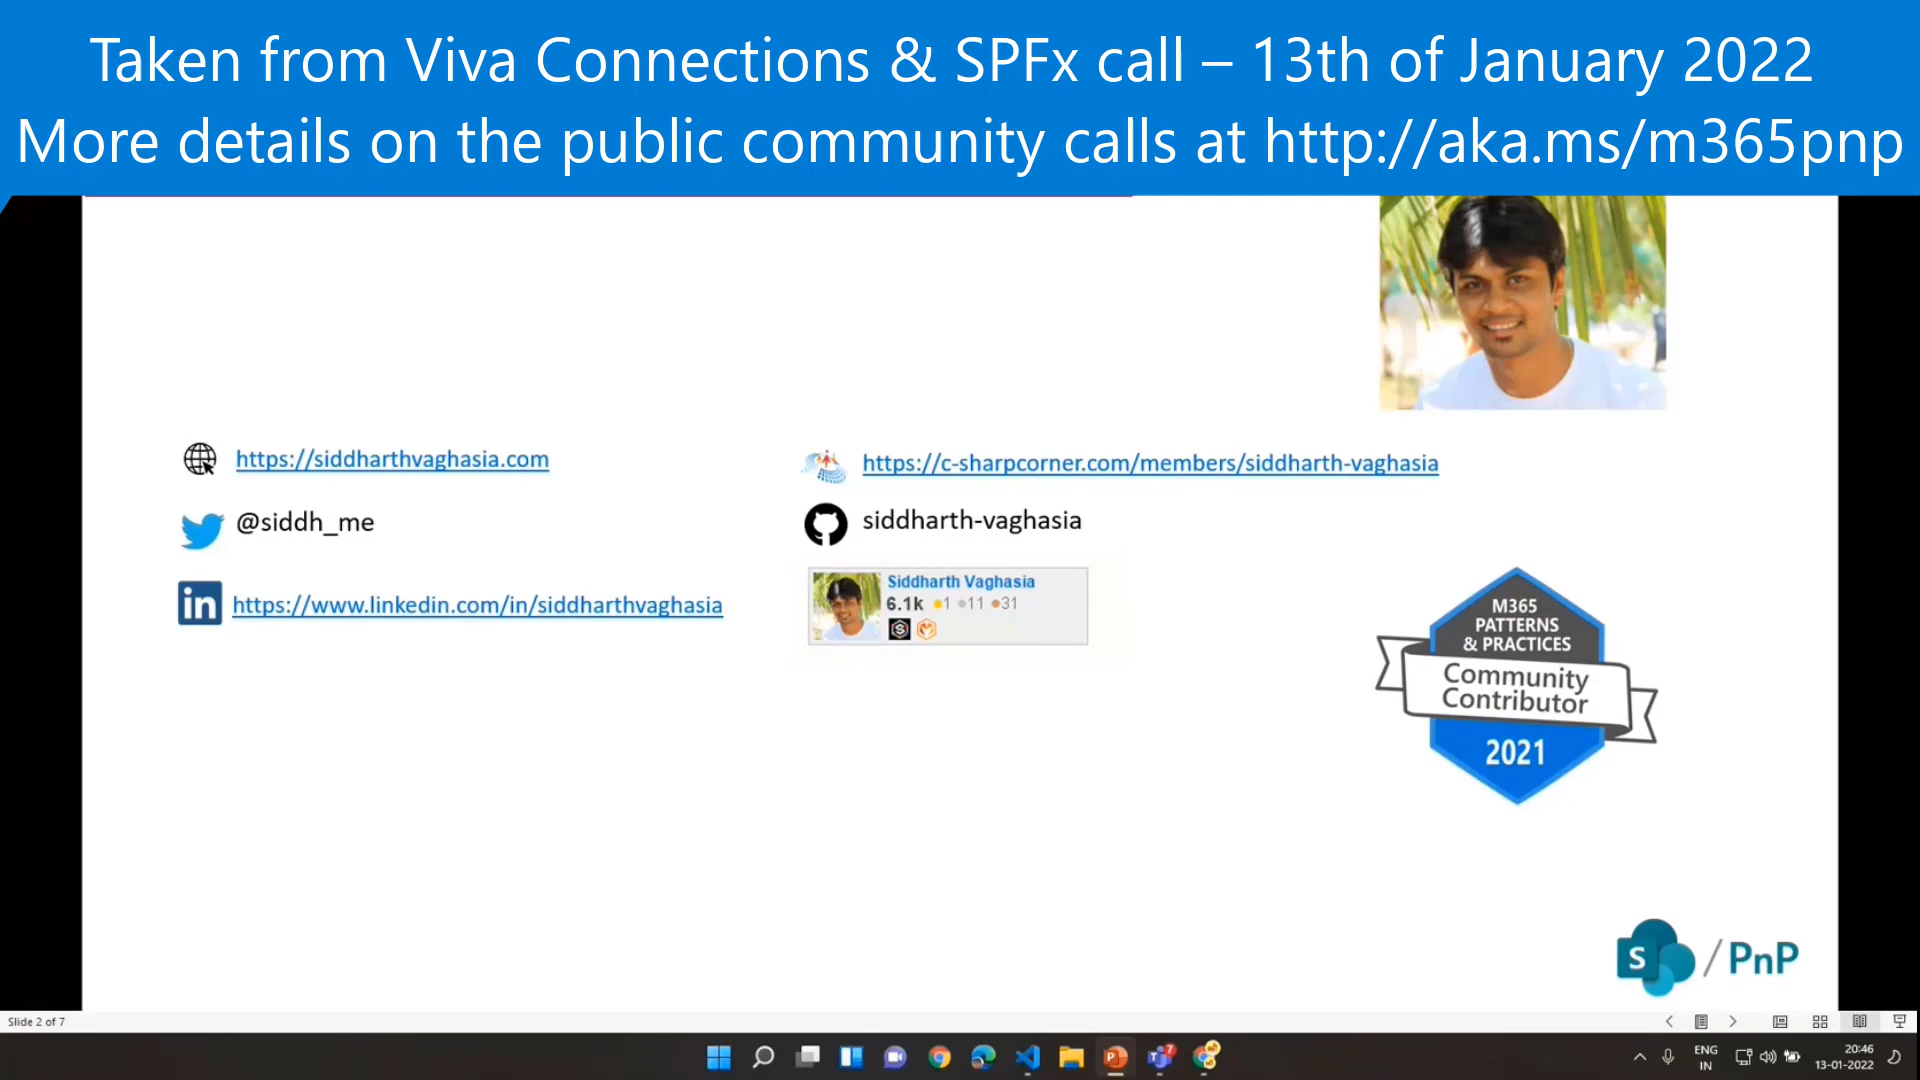 Taken from Viva Connections & SPFx call – 13th of January 2022
More details on the public community calls at http://aka.ms/m365pnp
https://siddharthvaghasia.com
@siddh_me
https://www.linkedin.com/in/siddharthvaghasia
https://c-sharpcorner.com/members/siddharth-vaghasia
siddharth-vaghasia
Siddharth Vaghasia
6.1k 1 11 31
M365
PATTERNS
& PRACTICES
Community
Contributor
2021
S / PnP
Slide 2 of 7
ENG
IN
20:46
13-01-2022